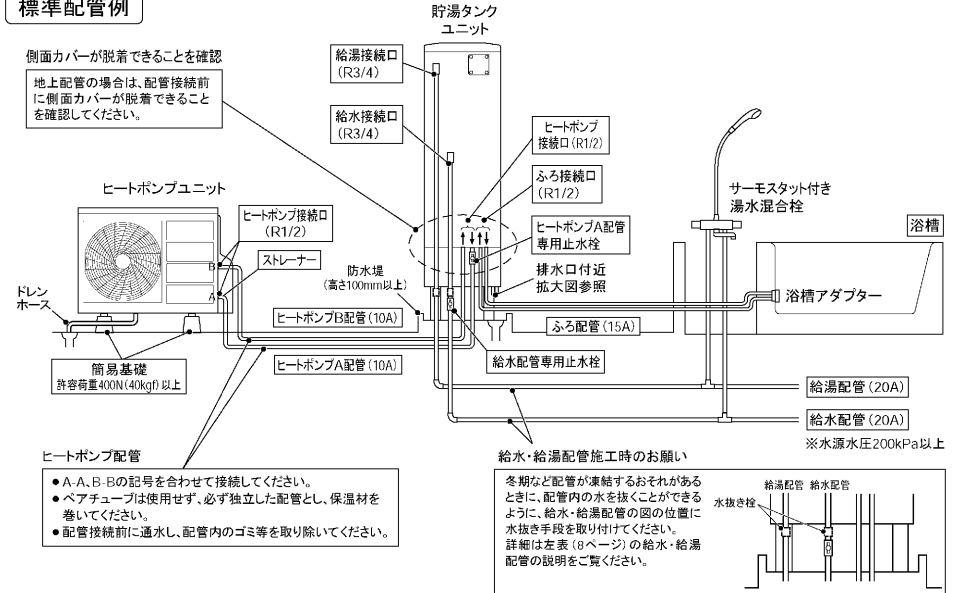 標準配管例
側面カバーが脱着できることを確認
地上配管の場合は、配管接続前
に側面カバーが脱着できること
を確認してください。
貯湯タンク
ユニット
給湯接続口
(R3/4)
給水接続口
(R3/4)
ヒートポンプ
接続口(R1/2)
ふろ接続口
(R1/2)
ヒートポンプA配管
専用止水栓
排水口付近
拡大図参照
サーモスタット付き
湯水混合栓
浴槽
浴槽アダプター
ヒートポンプユニット
ヒートポンプ接続口
(R1/2)
ストレーナー
B
A
ドレン
ホース
防水堤
(高さ100mm以上)
ヒートポンプB配管(10A)
ヒートポンプA配管(10A)
ふろ配管(15A)
給水配管専用止水栓
簡易基礎
許容荷重400N(40kgf)以上
給湯配管(20A)
給水配管(20A)
※水源水圧200kPa以上
ヒートポンプ配管
●A-A、B-Bの記号を合わせて接続してください。
●ペアチューブは使用せず、必ず独立した配管とし、保温材を
巻いてください。
●配管接続前に通水し、配管内のゴミ等を取り除いてください。
給水・給湯配管施工時のお願い
冬期など配管が凍結するおそれがある
ときに、配管内の水を抜くことができる
ように、給水・給湯配管の図の位置に
水抜き手段を取り付けてください。
詳細は左表(8ページ)の給水・給湯
配管の説明をご覧ください。
給湯配管 給水配管
水抜き栓